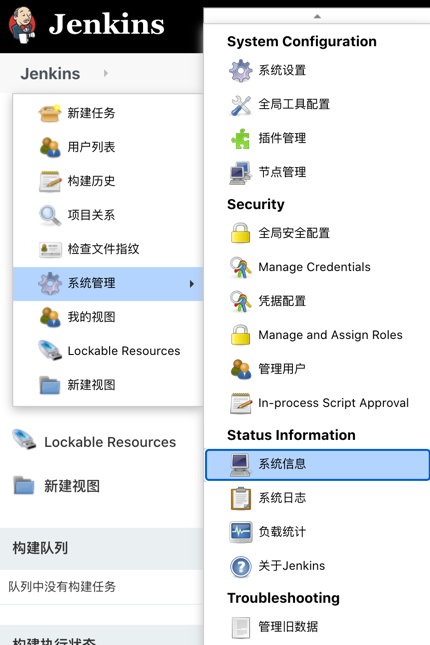 Jenkins
Jenkins
新建任务
用户列表
构建历史
项目关系
检查文件指纹
系统管理
我的视图
Lockable Resources
新建视图
Lockable Resources
新建视图
构建队列
队列中没有构建任务
构建执行状态
System Configuration
系统设置
全局工具配置
插件管理
节点管理
Security
全局安全配置
Manage Credentials
凭据配置
Manage and Assign Roles
管理用户
In-process Script Approval
Status Information
系统信息
系统日志
负载统计
关于Jenkins
Troubleshooting
管理旧数据